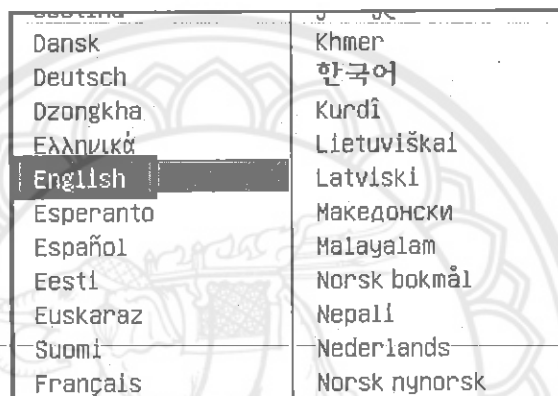 Dansk
Deutsch
Dzongkha
Ελληνικά
English
Esperanto
Español
Eesti
Euskaraz
Suomi
Français
Khmer
한국어
Kurdî
Lietuviškai
Latviski
Македонски
Malayalam
Norsk bokmål
Nepali
Nederlands
Norsk nynorsk